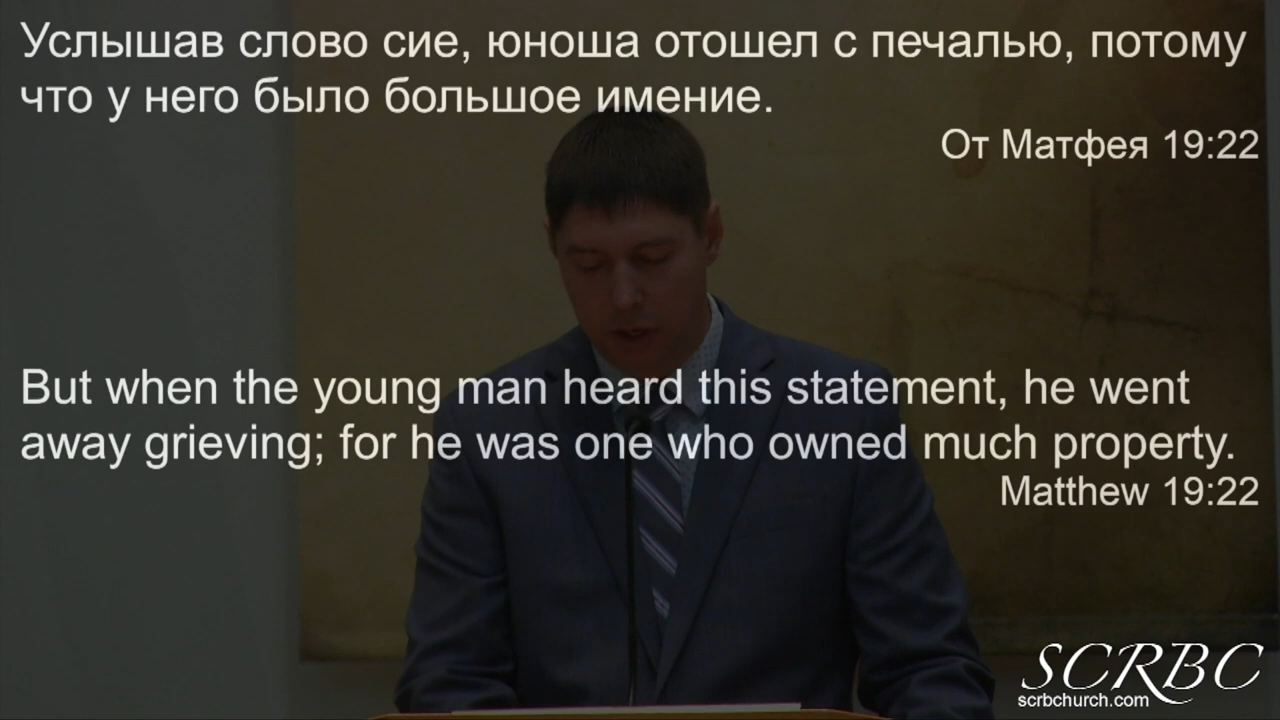 Услышав слово сие, юноша отошел с печалью, потому
что у него было большое имение.
От Матфея 19:22
But when the young man heard this statement, he went
away grieving; for he was one who owned much property.
Matthew 19:22
SCRBC
scrbchurch.com